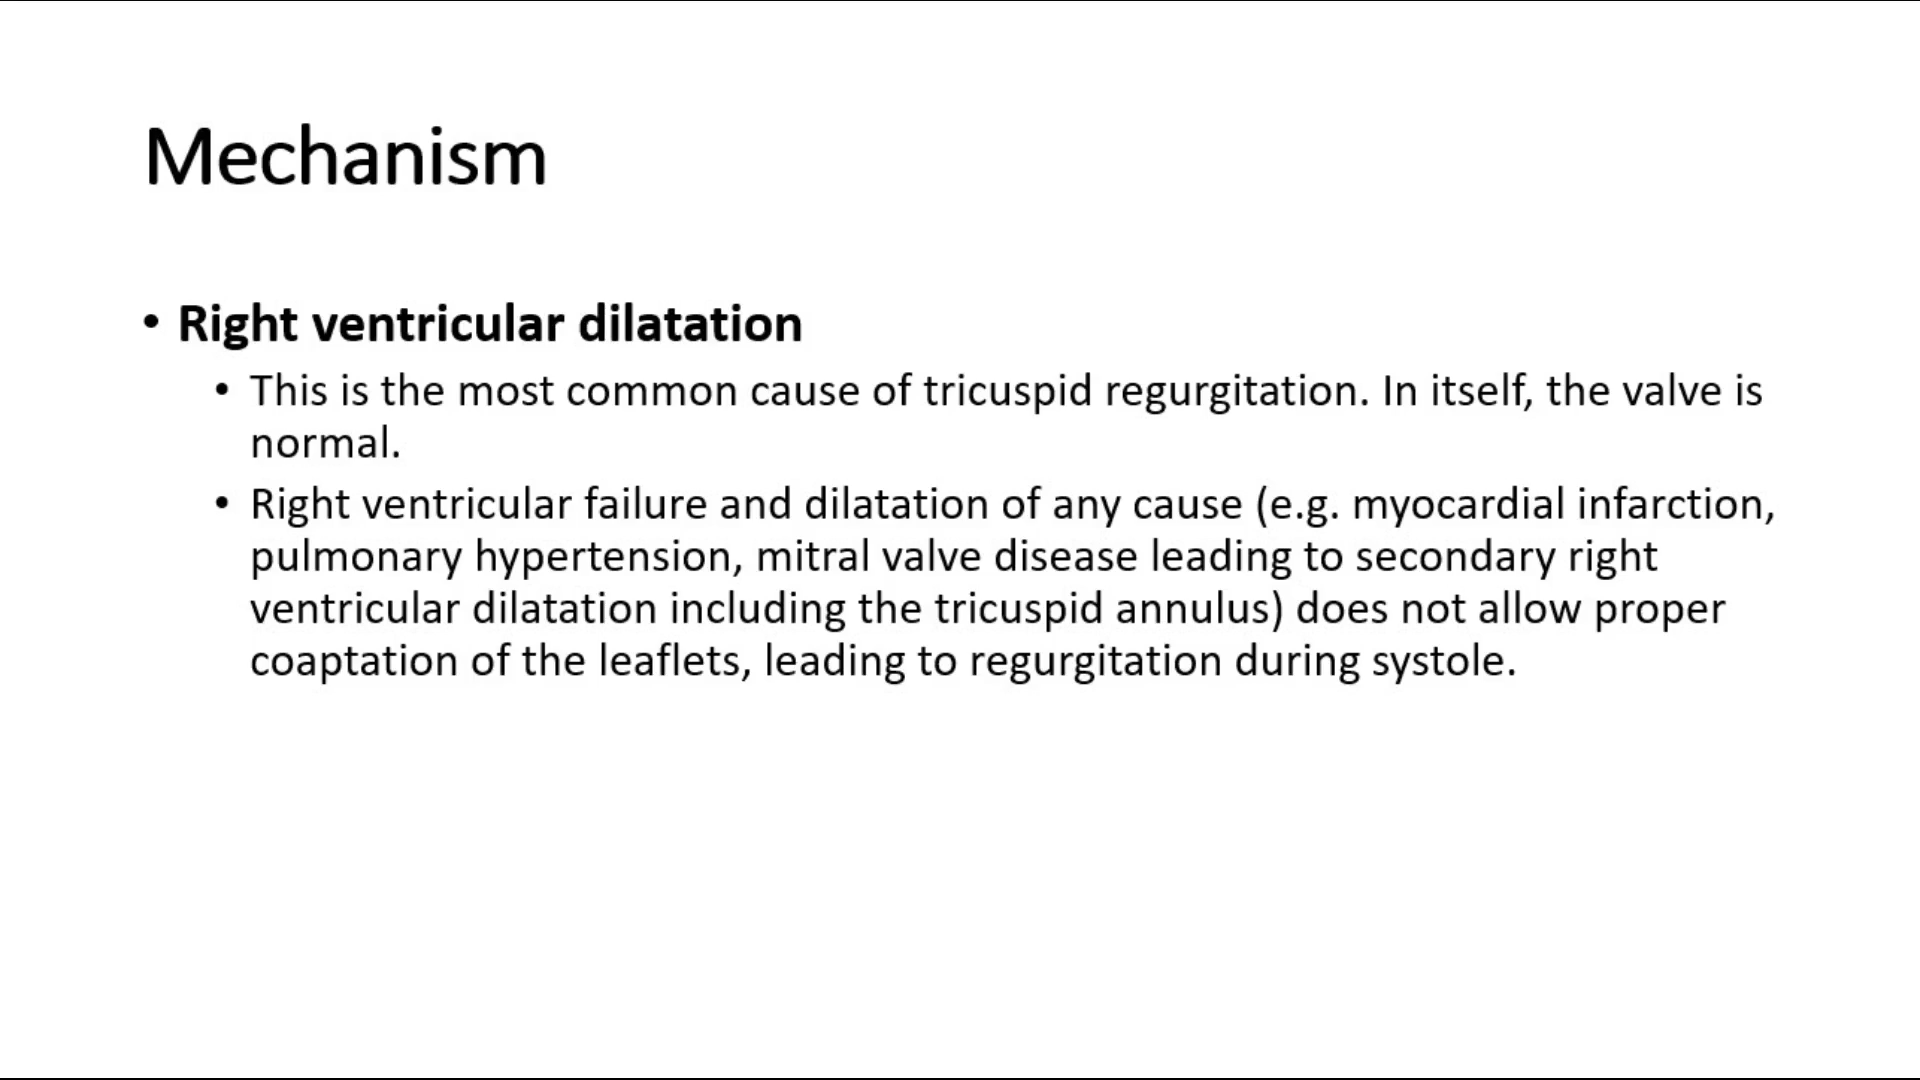 Mechanism
• Right ventricular dilatation
• This is the most common cause of tricuspid regurgitation. In itself, the valve is
normal.
• Right ventricular failure and dilatation of any cause (e.g. myocardial infarction,
pulmonary hypertension, mitral valve disease leading to secondary right
ventricular dilatation including the tricuspid annulus) does not allow proper
coaptation of the leaflets, leading to regurgitation during systole.